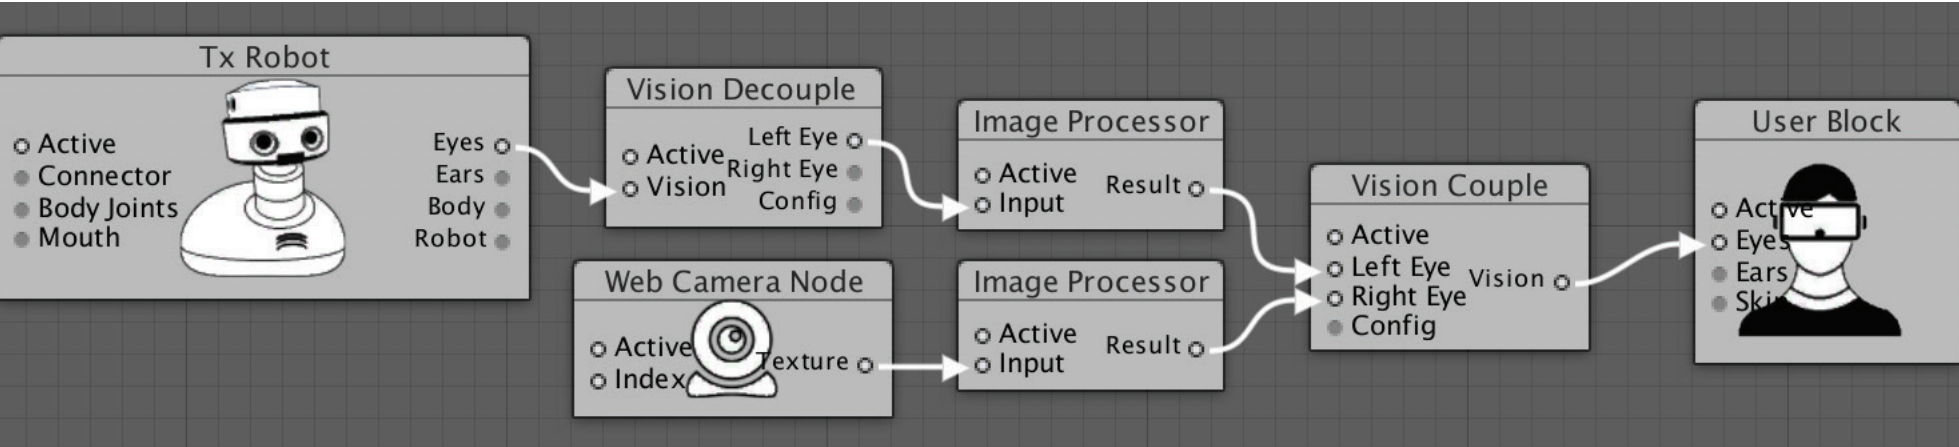 Tx Robot
Active
Connector
Body Joints
Mouth
Eyes
Ears
Body
Robot
Vision Decouple
Active
Vision
Left Eye
Right Eye
Config
Web Camera Node
Active
Index
Texture
Image Processor
Active
Input
Result
Image Processor
Active
Input
Result
Vision Couple
Active
Left Eye
Right Eye
Config
Vision
User Block
Active
Eyes
Ears